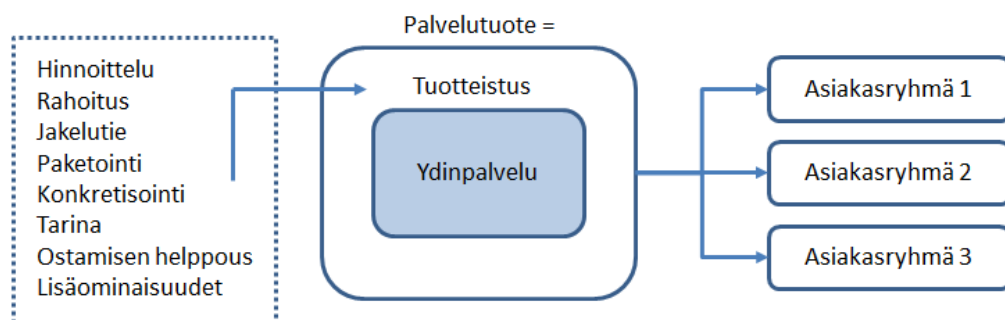 Palvelutuote =
Hinnoittelu
Rahoitus
Jakelutie
Paketointi
Konkretisointi
Tarina
Ostamisen helppous
Lisäominaisuudet
Tuotteistus
Ydinpalvelu
Asiakasryhmä 1
Asiakasryhmä 2
Asiakasryhmä 3